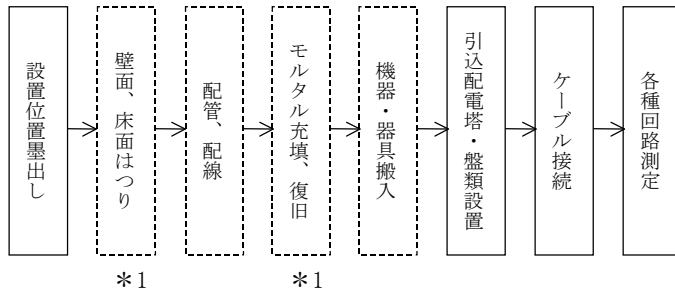 設置位置墨出し
壁面、床面はつり
配管、配線
モルタル充填、復旧
機器・器具搬入
引込配電塔・盤類設置
ケーブル接続
各種回路測定
＊1
＊1